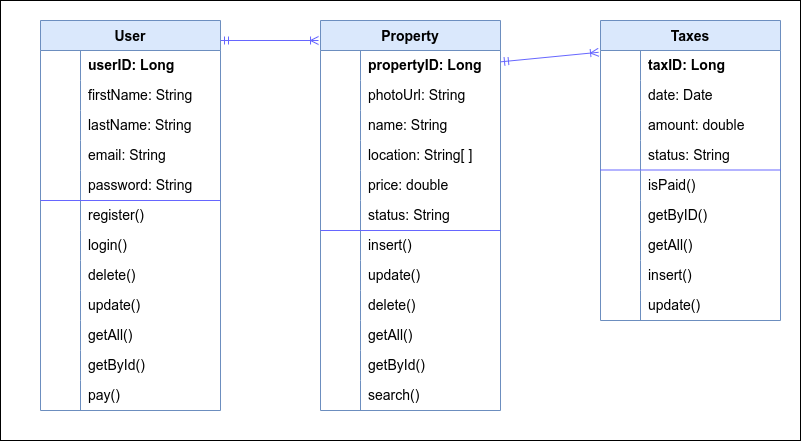 User
userID: Long
firstName: String
lastName: String
email: String
password: String
register()
login()
delete()
update()
getAll()
getById()
pay()
Property
propertyID: Long
photoUrl: String
name: String
location: String[ ]
price: double
status: String
insert()
update()
delete()
getAll()
getById()
search()
Taxes
taxID: Long
date: Date
amount: double
status: String
isPaid()
getByID()
getAll()
insert()
update()